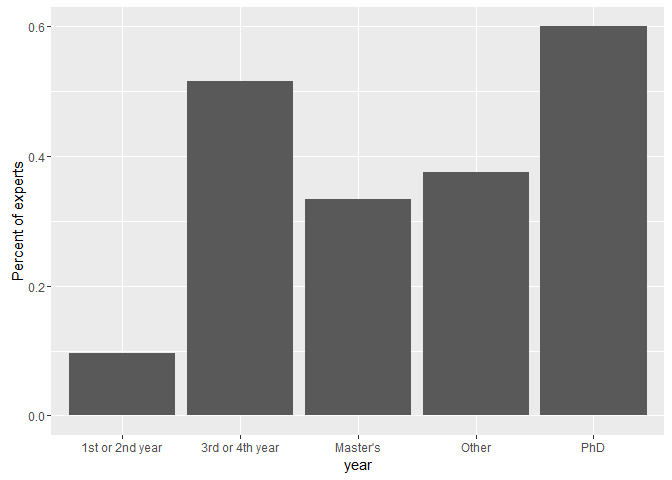 0.6
0.4
0.2
0.0
Percent of experts
1st or 2nd year
3rd or 4th year
Master's
Other
PhD
year